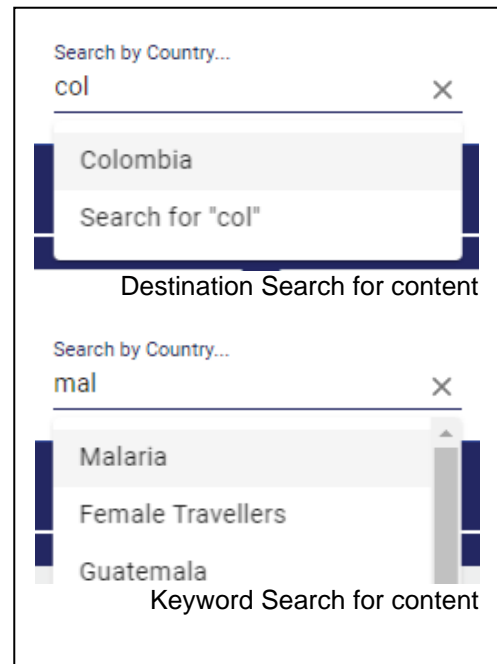 Search by Country...
col
Colombia
Search for "col"
Destination Search for content
Search by Country...
mal
Malaria
Female Travellers
Guatemala
Keyword Search for content